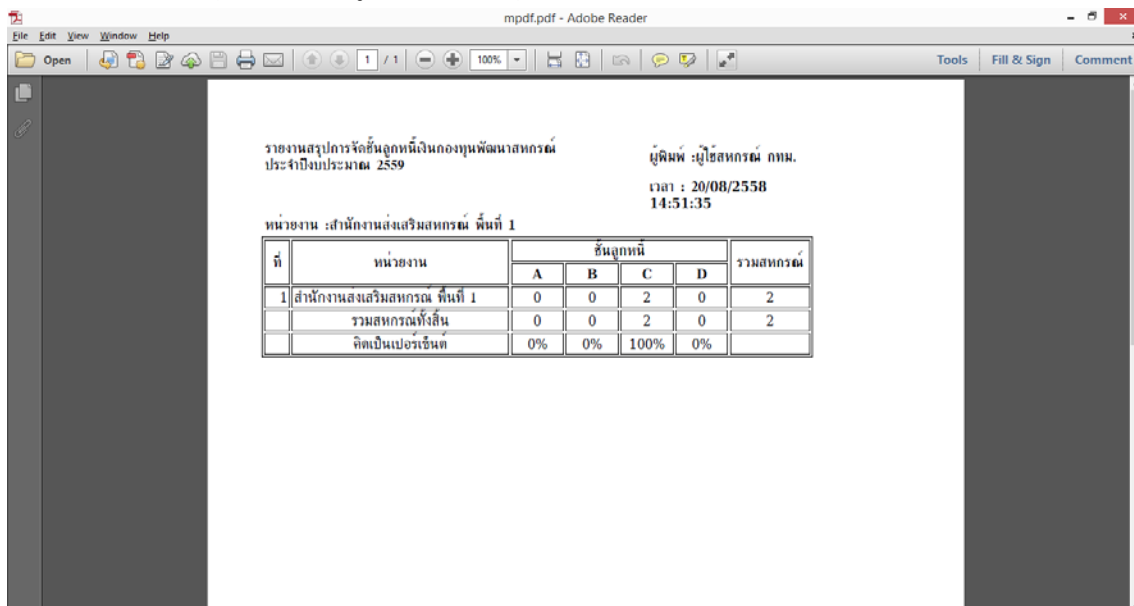 mpdf.pdf - Adobe Reader
File Edit View Window Help
Open 1 / 1 100% Tools Fill & Sign Comment
รายงานสรุปการจัดชั้นลูกหนี้เงินกองทุนพัฒนาสหกรณ์
ประจำปีงบประมาณ 2559
ผู้พิมพ์ :ผู้ใช้สหกรณ์ กทม.
เวลา : 20/08/2558
14:51:35
หน่วยงาน :สำนักงานส่งเสริมสหกรณ์ พื้นที่ 1
ที่ หน่วยงาน ชั้นลูกหนี้ รวมสหกรณ์
A B C D
1 สำนักงานส่งเสริมสหกรณ์ พื้นที่ 1 0 0 2 0 2
รวมสหกรณ์ทั้งสิ้น 0 0 2 0 2
คิดเป็นเปอร์เซ็นต์ 0% 0% 100% 0%